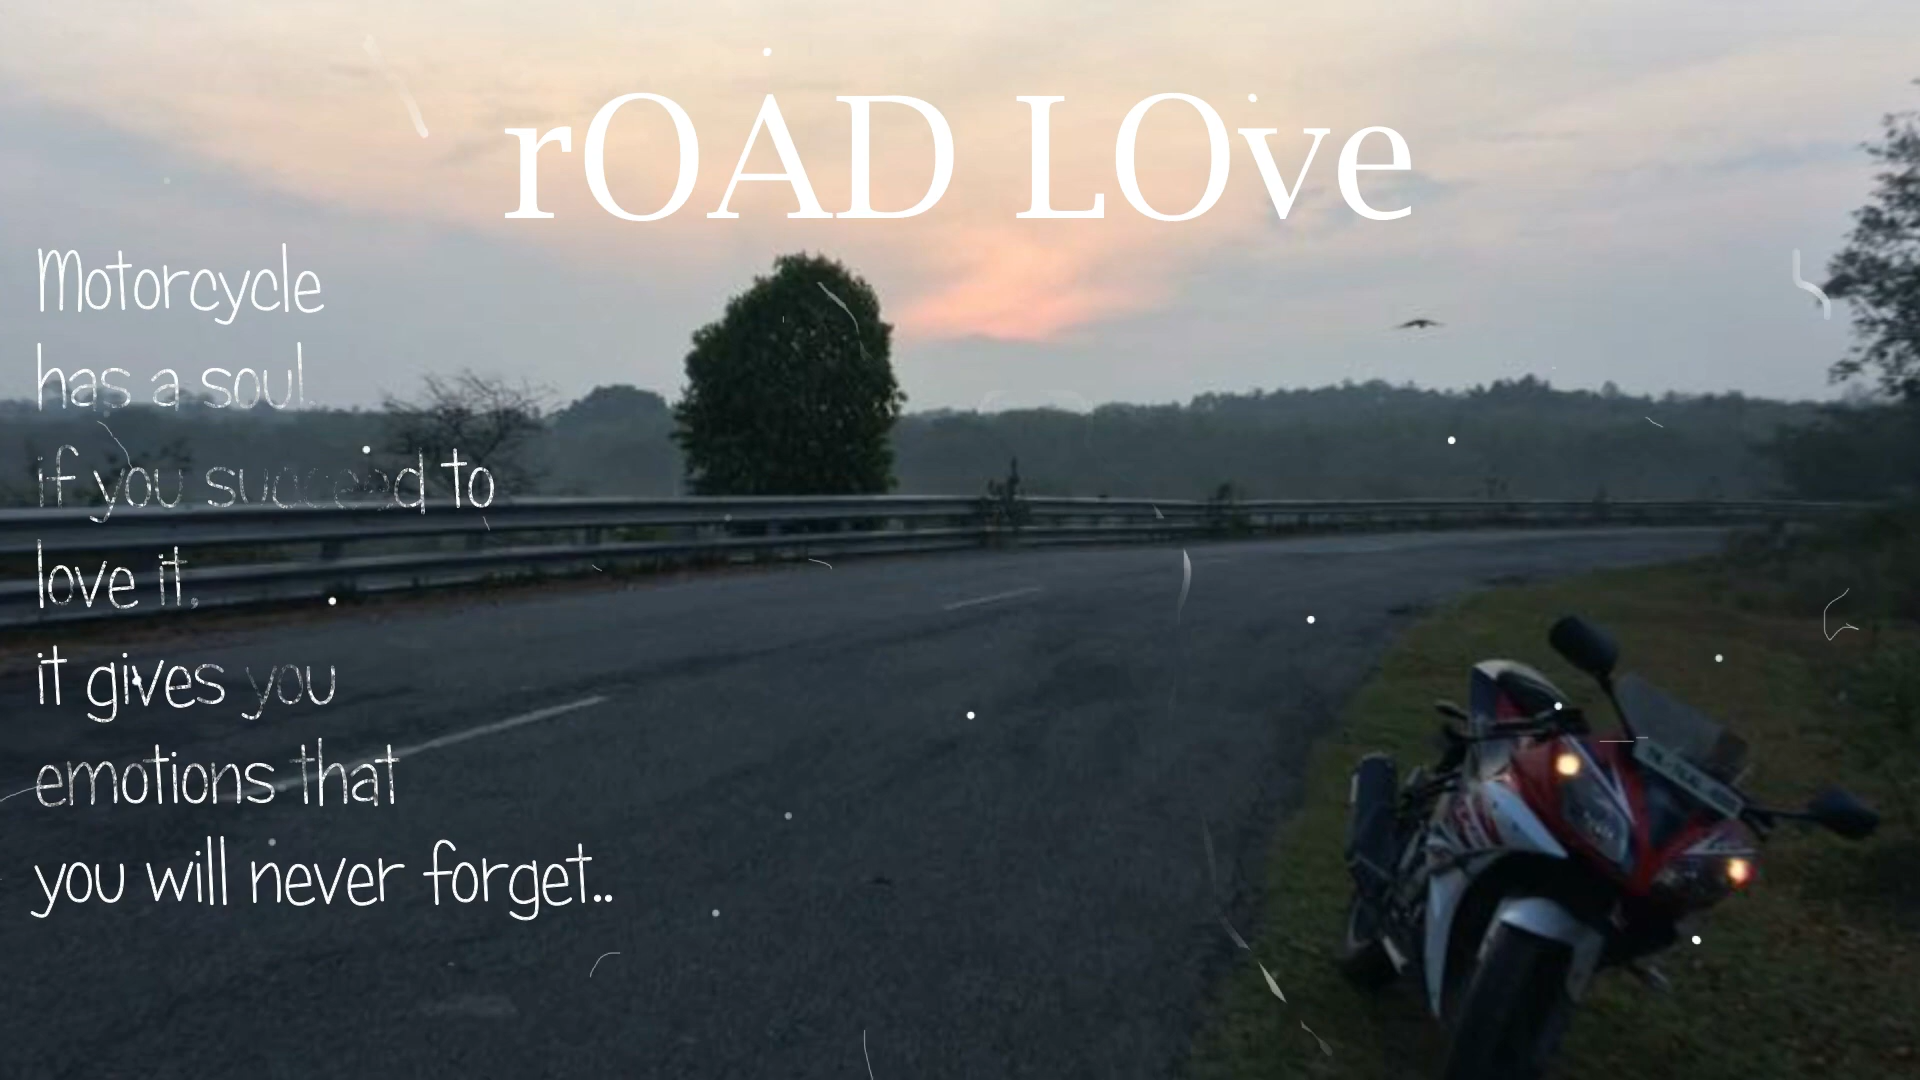 rOAD LOve
Motorcycle
has a soul.
if you succeed to
love it,
it gives you
emotions that
you will never forget..